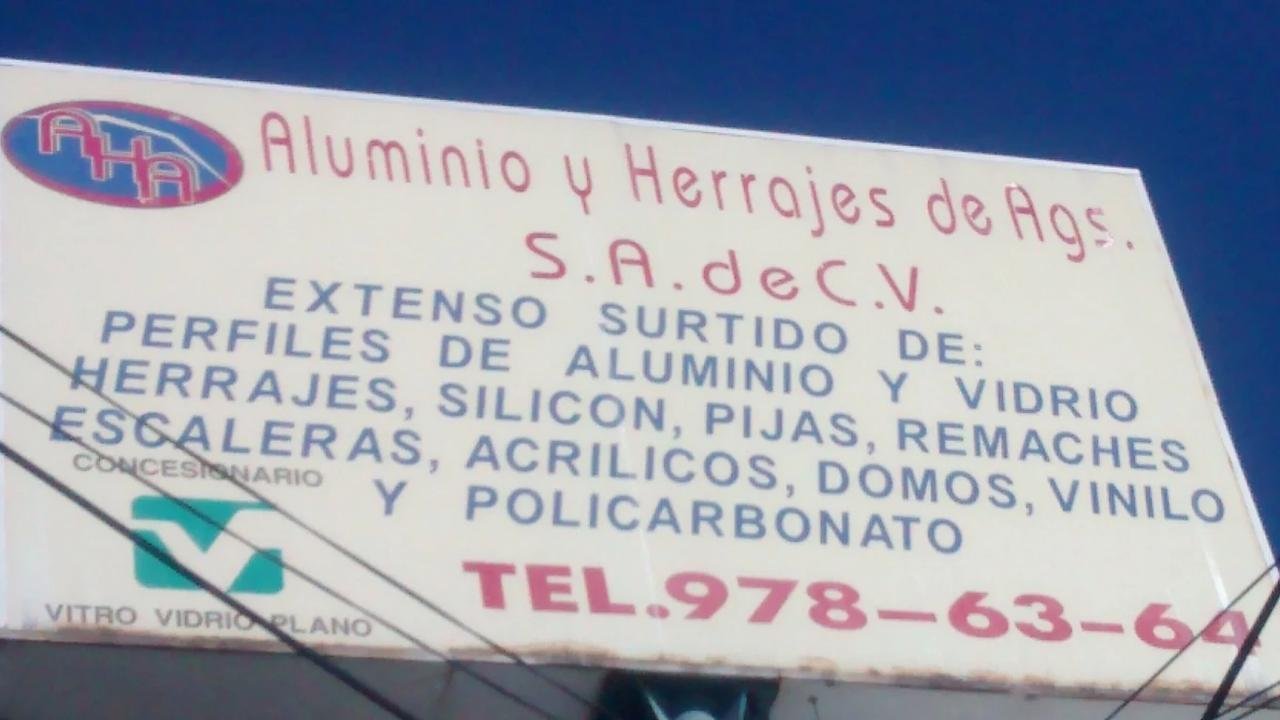 AHA
Aluminio y Herrajes de Ags.
S.A.deC.V.
EXTENSO SURTIDO DE:
PERFILES DE ALUMINIO Y VIDRIO
HERRAJES, SILICON, PIJAS, REMACHES
ESCALERAS, ACRILICOS, DOMOS, VINILO
Y POLICARBONATO
CONCESIONARIO
VITRO VIDRIO PLANO
TEL.978-63-64